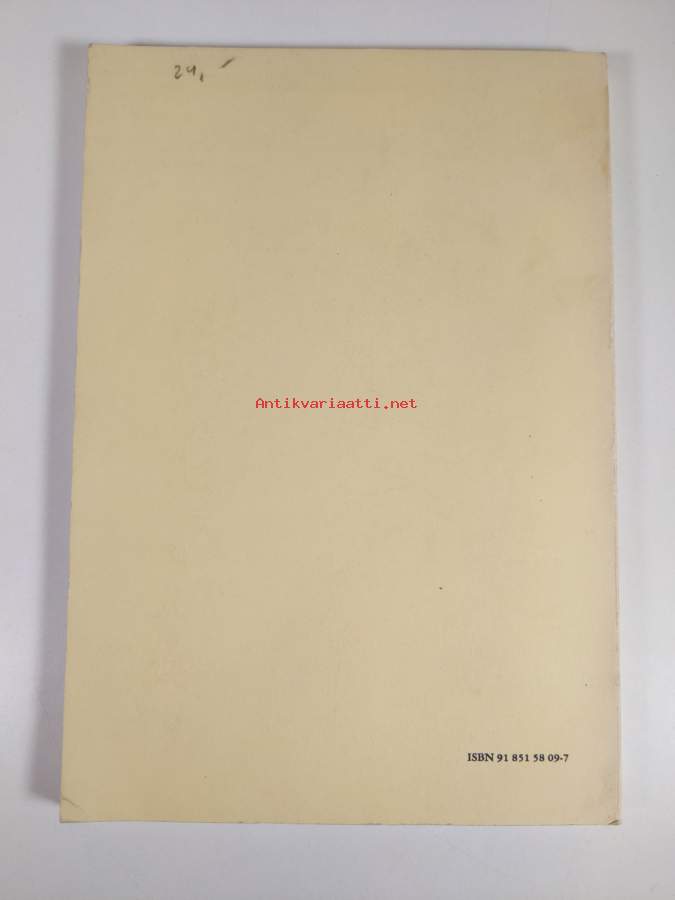 24,
Antikvariaatti.net
ISBN 91 851 58 09-7